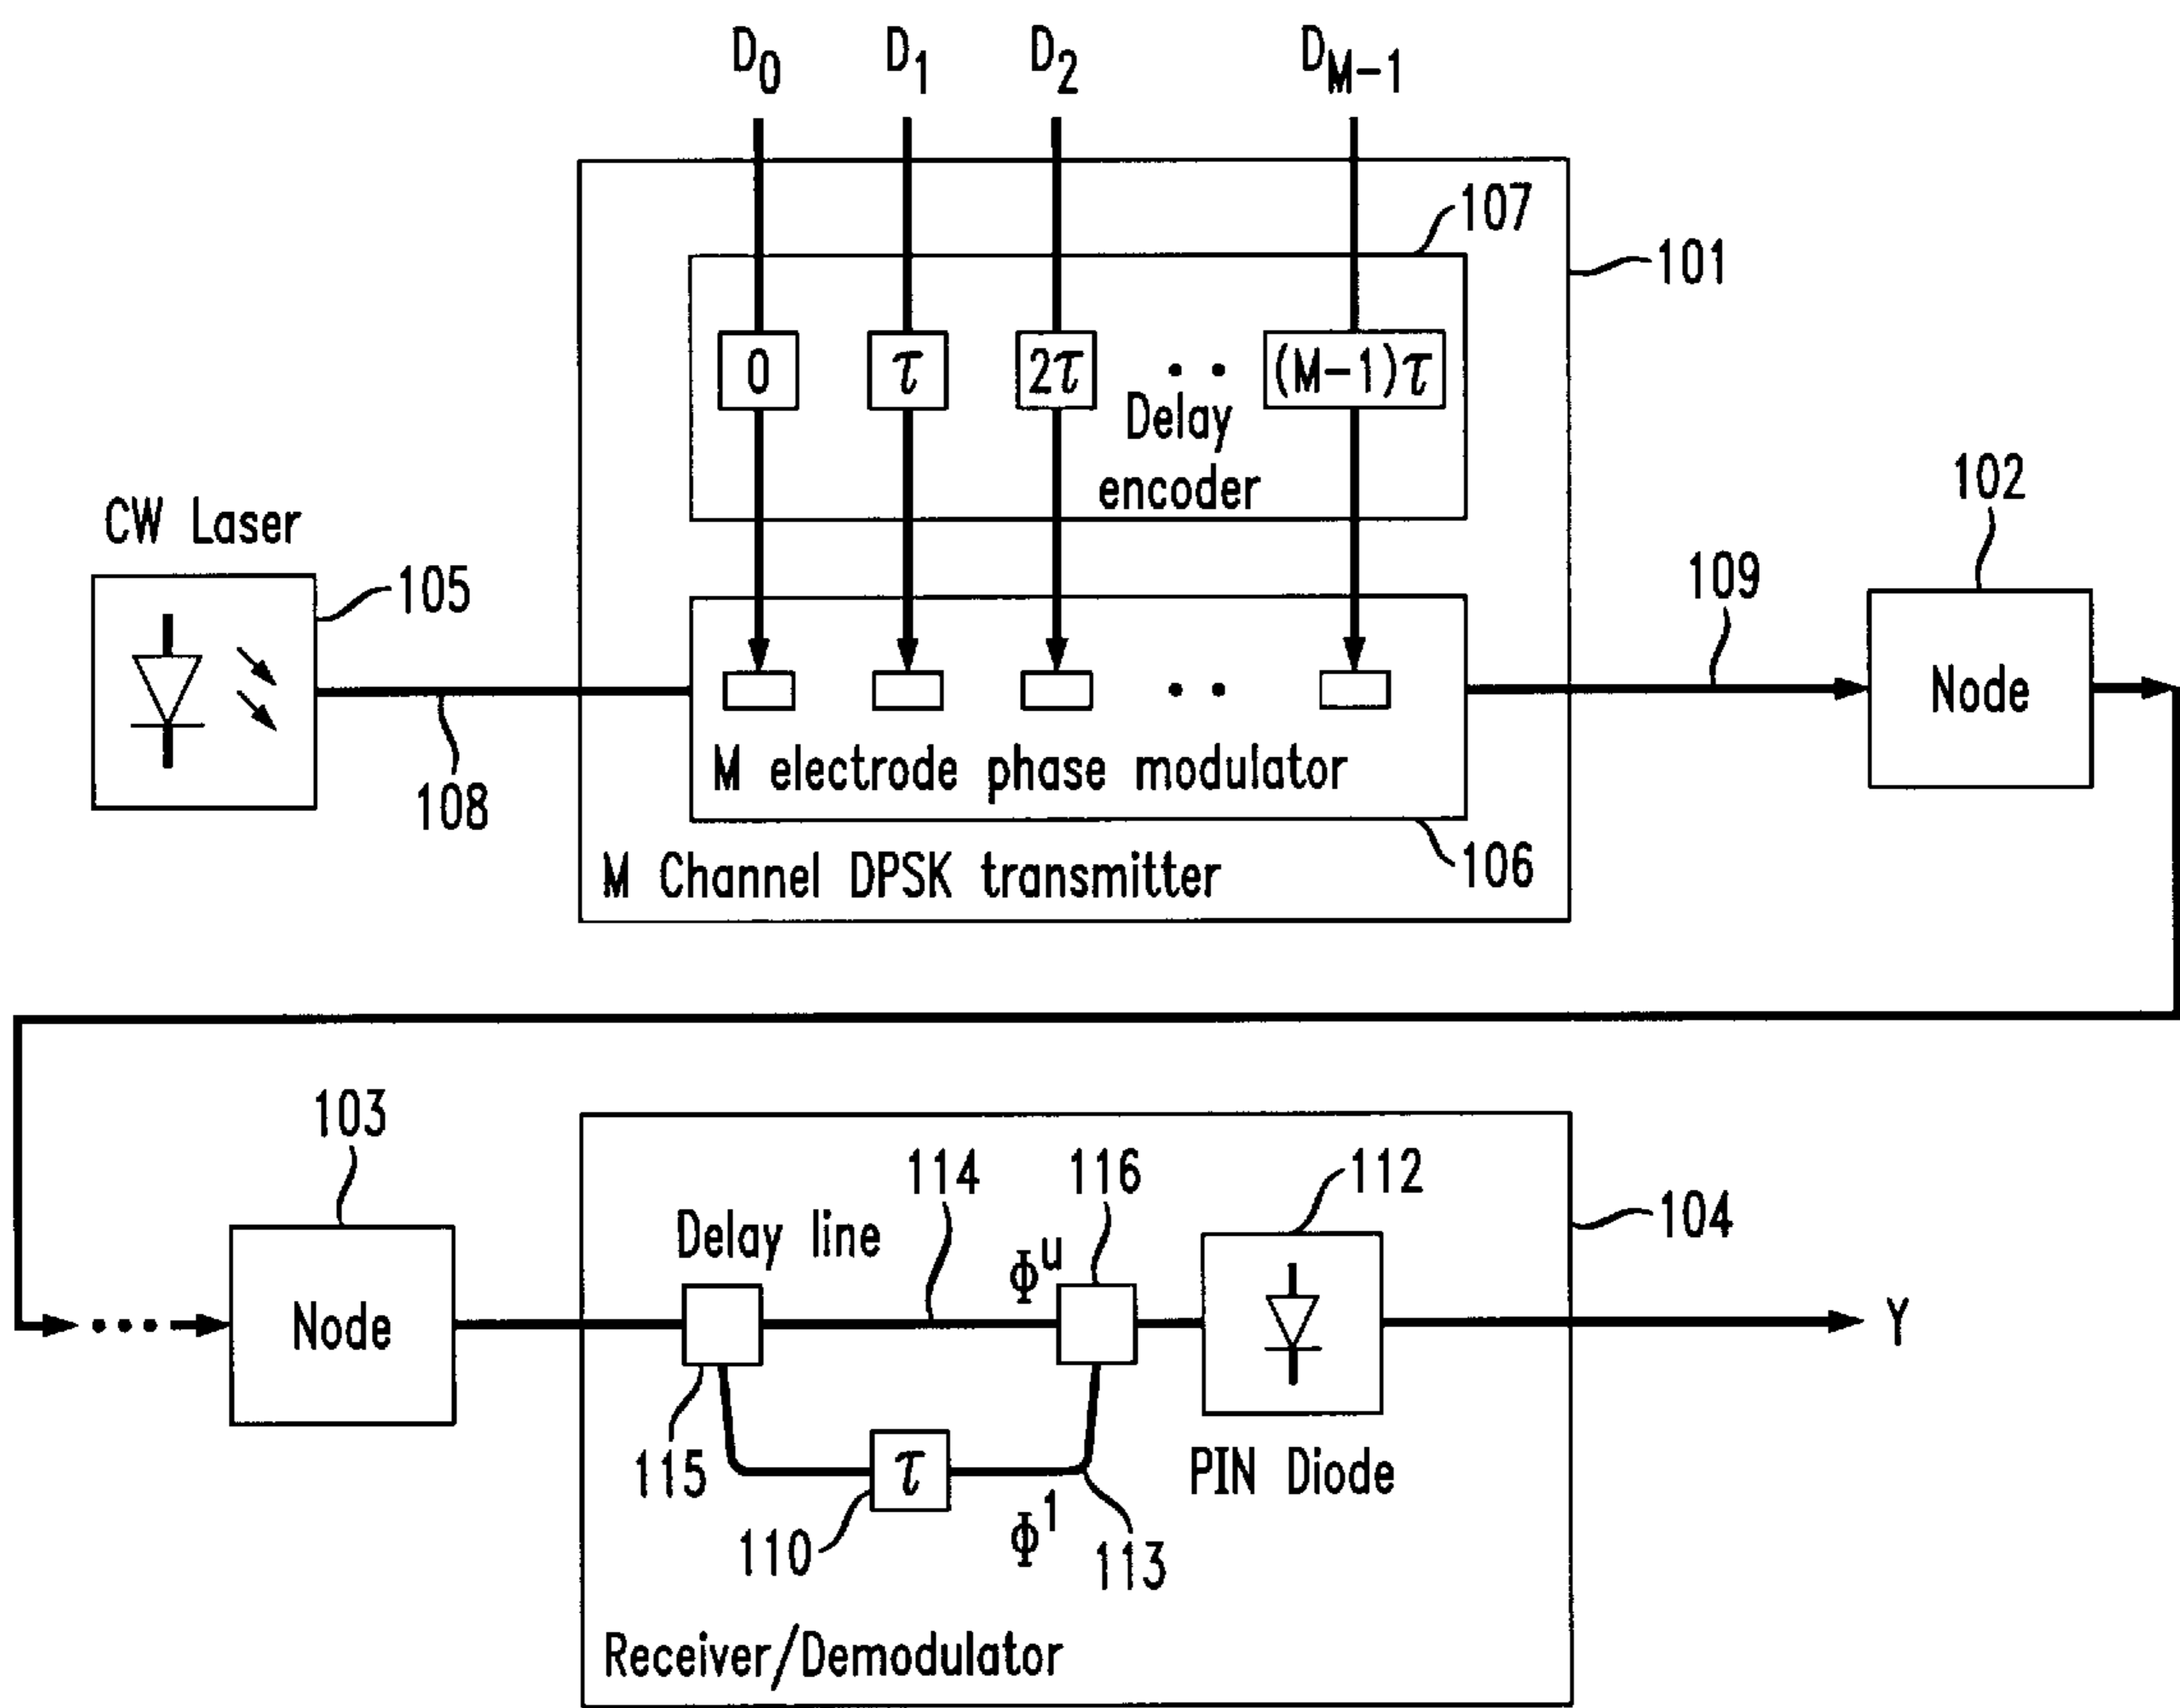 D0 D1 D2 DM-1
107
101
0 τ 2τ (M-1)τ
Delay
encoder
102
CW Laser
105
109
Node
M electrode phase modulator
108
106
M Channel DPSK transmitter
103
114
116
112
104
Delay line
Φu
Node
Y
115
τ
PIN Diode
110
Φ1
113
Receiver/Demodulator